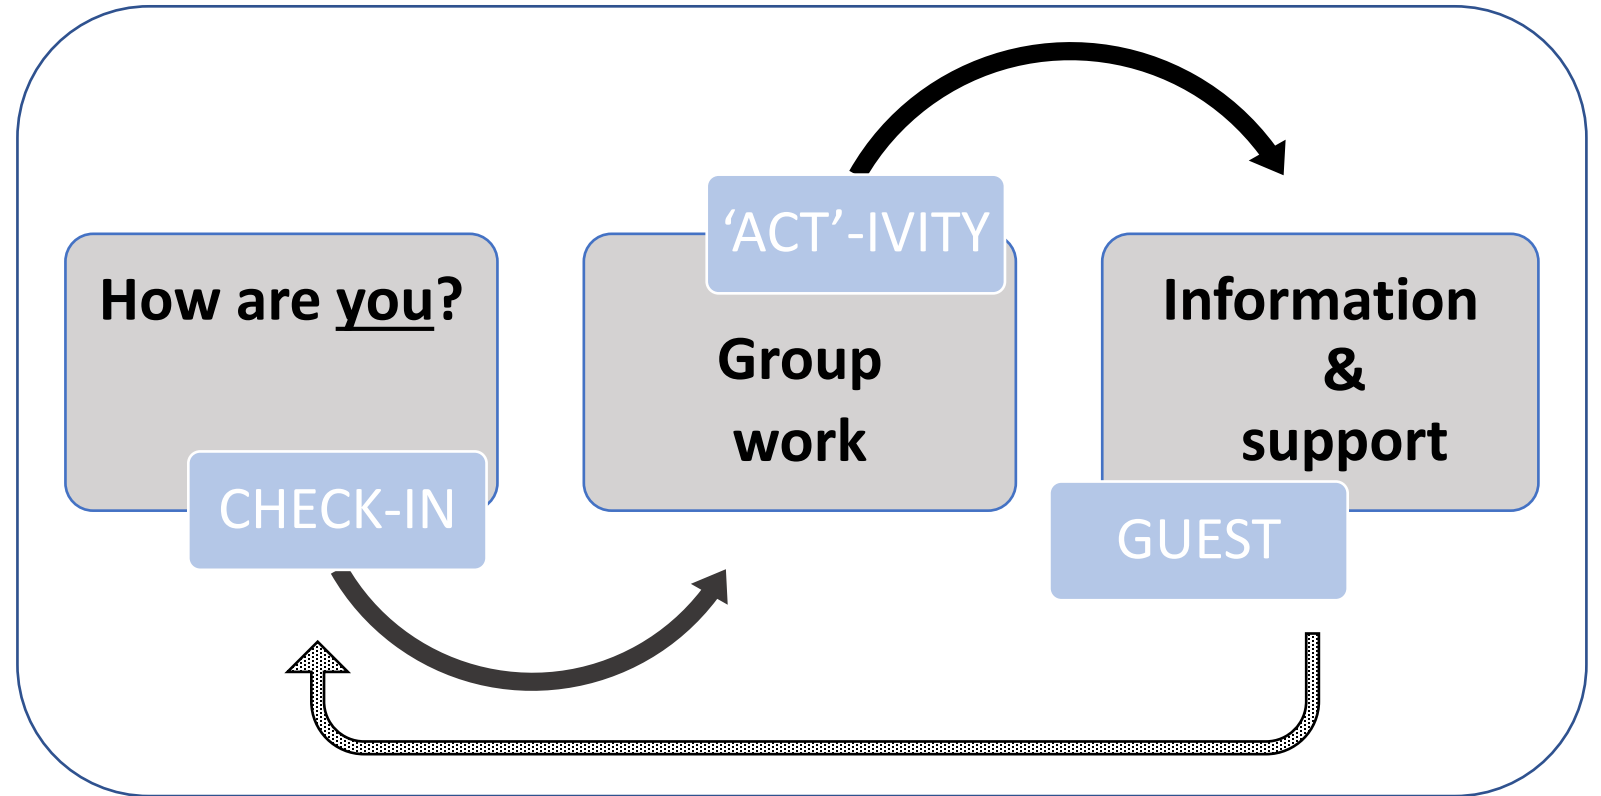 How are you?
CHECK-IN
‘ACT’-IVITY
Group
work
Information
&
support
GUEST